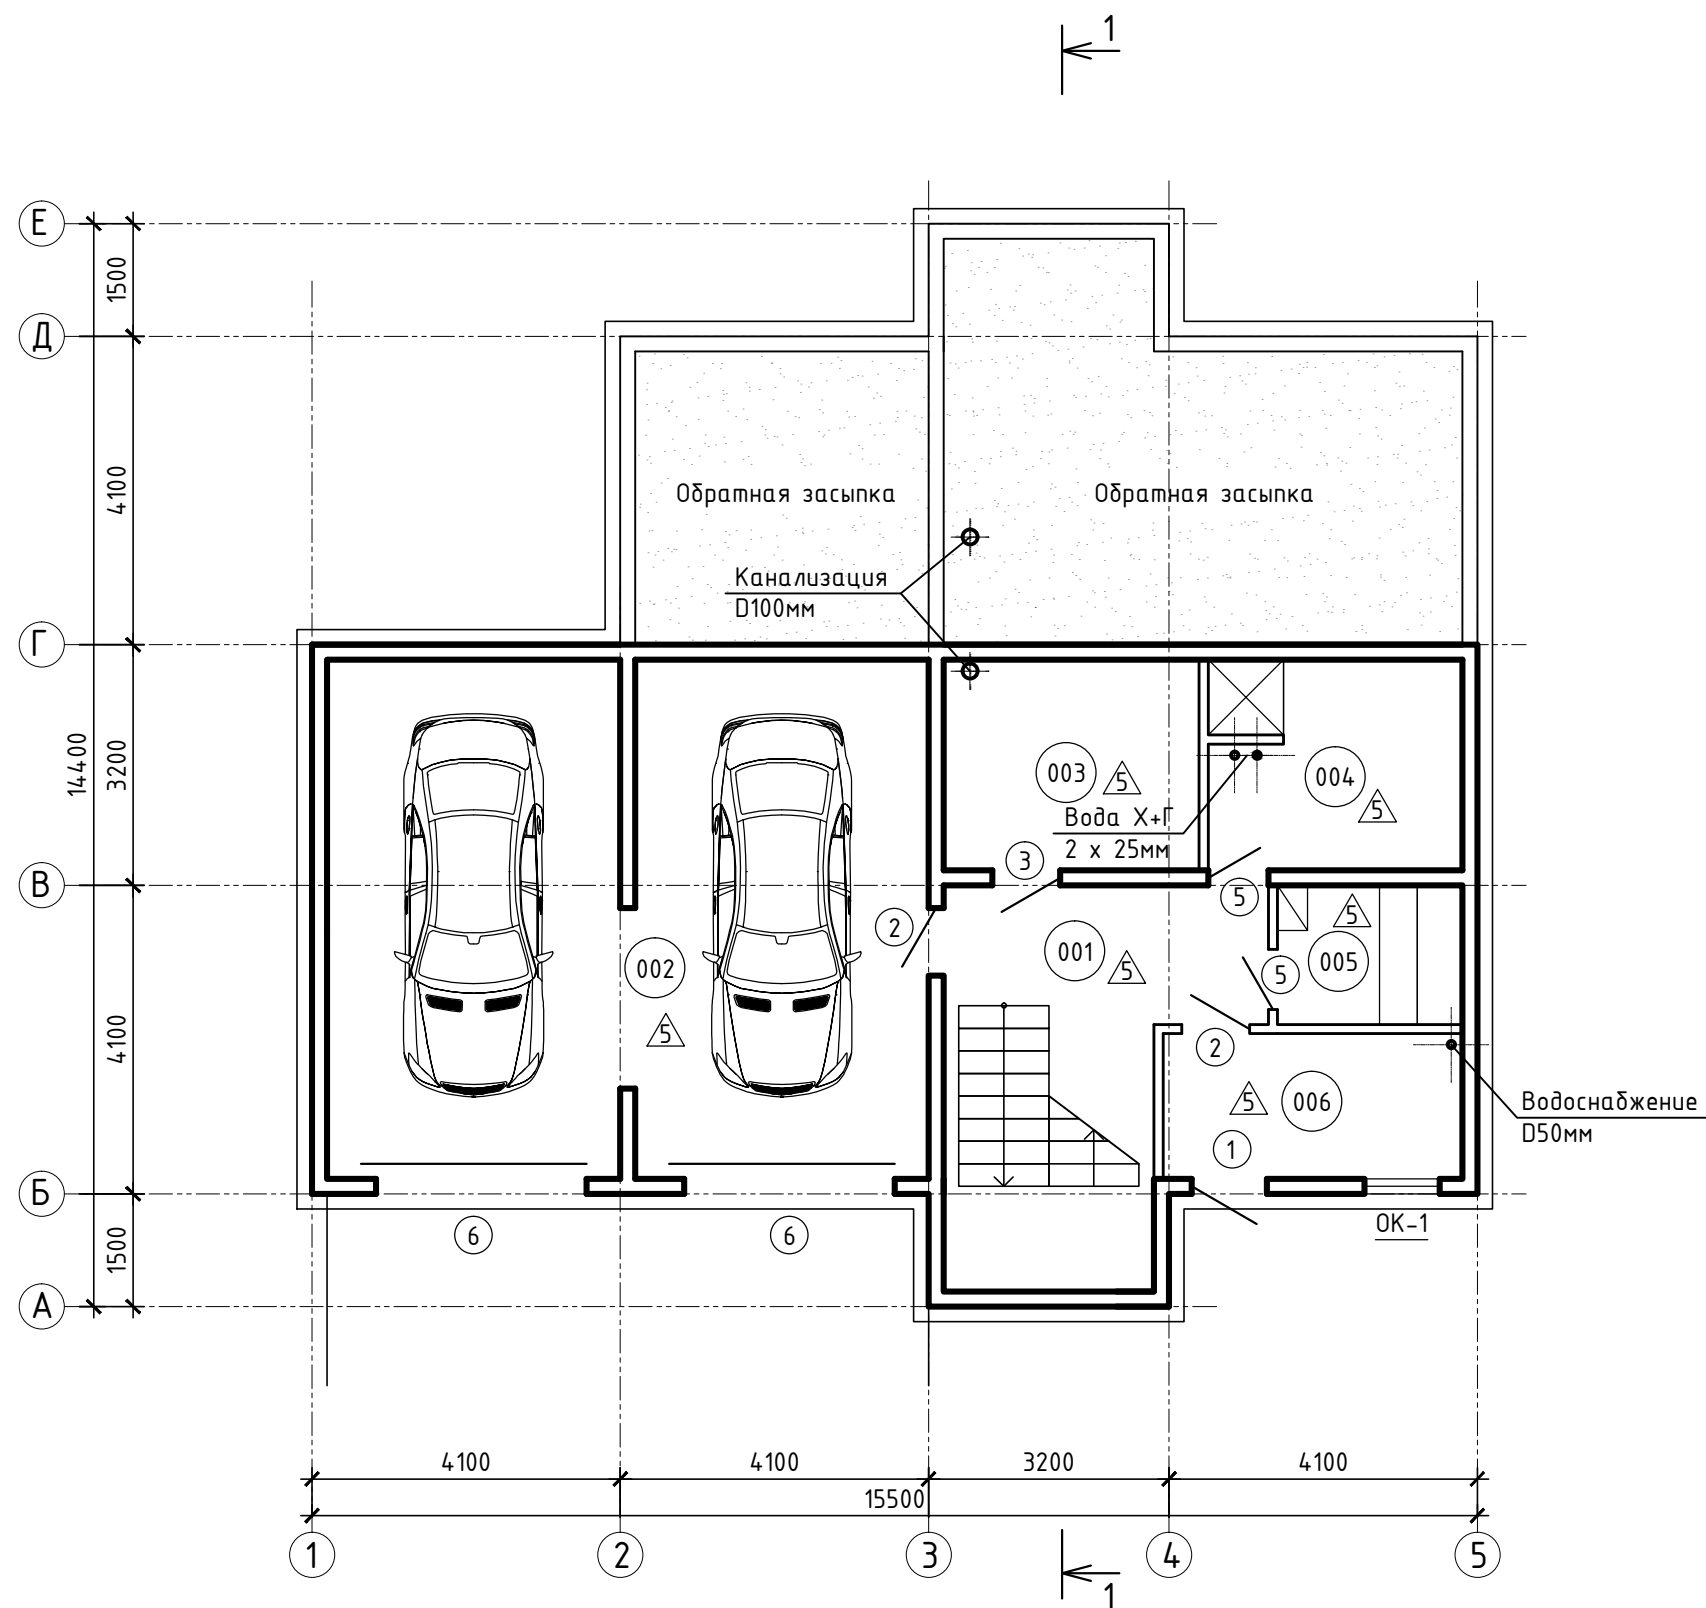 1
Е
1500
Д
4100
Обратная засыпка
Обратная засыпка
Канализация
D100мм
Г
14400
3200
003
5
004
5
Вода Х+Г
2 х 25мм
3
В
5
5
2
001
5
005
5
002
5
4100
2
5
006
Водоснабжение
D50мм
1
Б
ОК-1
6
6
1500
А
4100
4100
3200
4100
15500
1
2
3
4
5
1